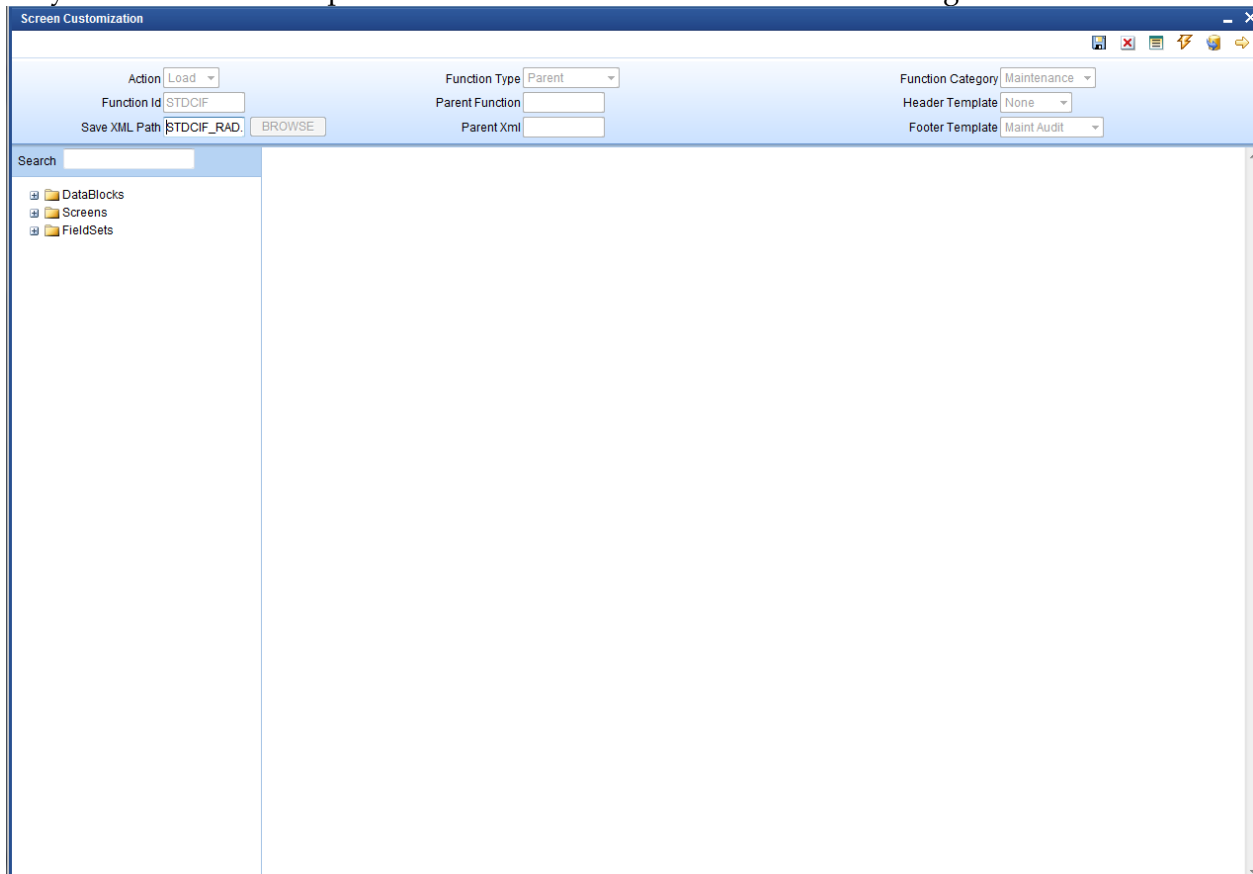 Screen Customization
Action Load Function Type Parent Function Category Maintenance
Function Id STDCIF Parent Function Header Template None
Save XML Path STDCIF_RAD. BROWSE Parent Xml Footer Template Maint Audit
Search
DataBlocks
Screens
FieldSets